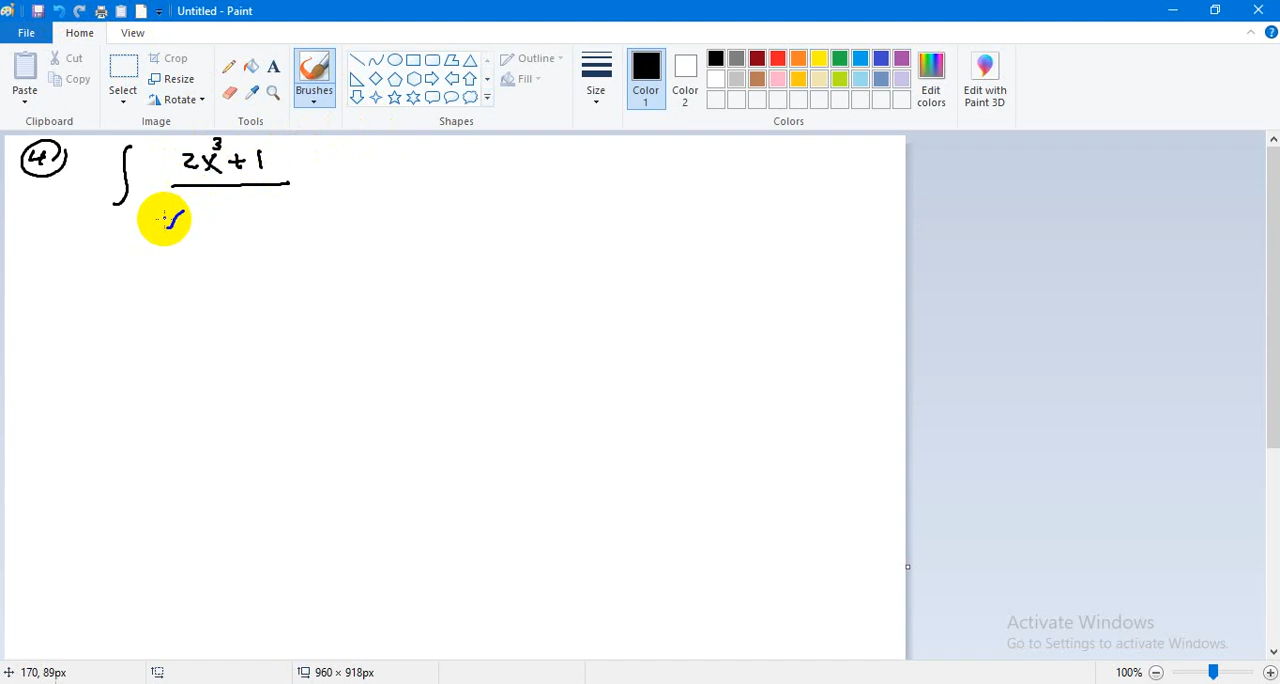 Untitled - Paint
File Home View
Paste
Cut
Copy
Clipboard
Select
Crop
Resize
Rotate
Image
A
Tools
Brushes
Outline
Fill
Shapes
Size
Color 1
Color 2
Edit colors
Colors
Edit with Paint 3D
4 ∫ 2x³ + 1
Activate Windows
Go to Settings to activate Windows.
170, 89px
960 × 918px
100%